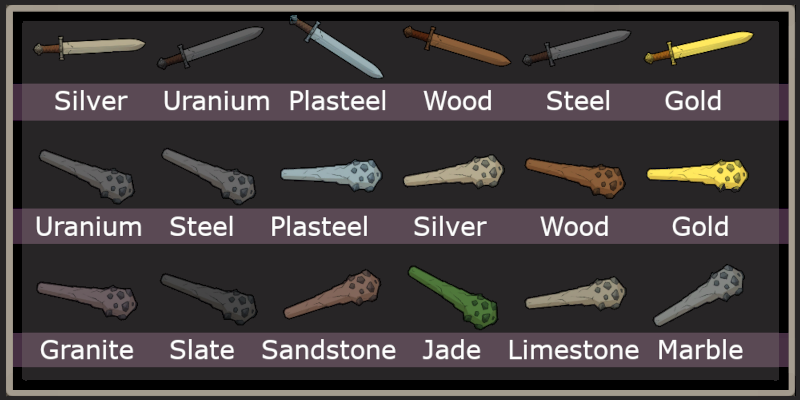 Silver Uranium Plasteel Wood Steel Gold
Uranium Steel Plasteel Silver Wood Gold
Granite Slate Sandstone Jade Limestone Marble